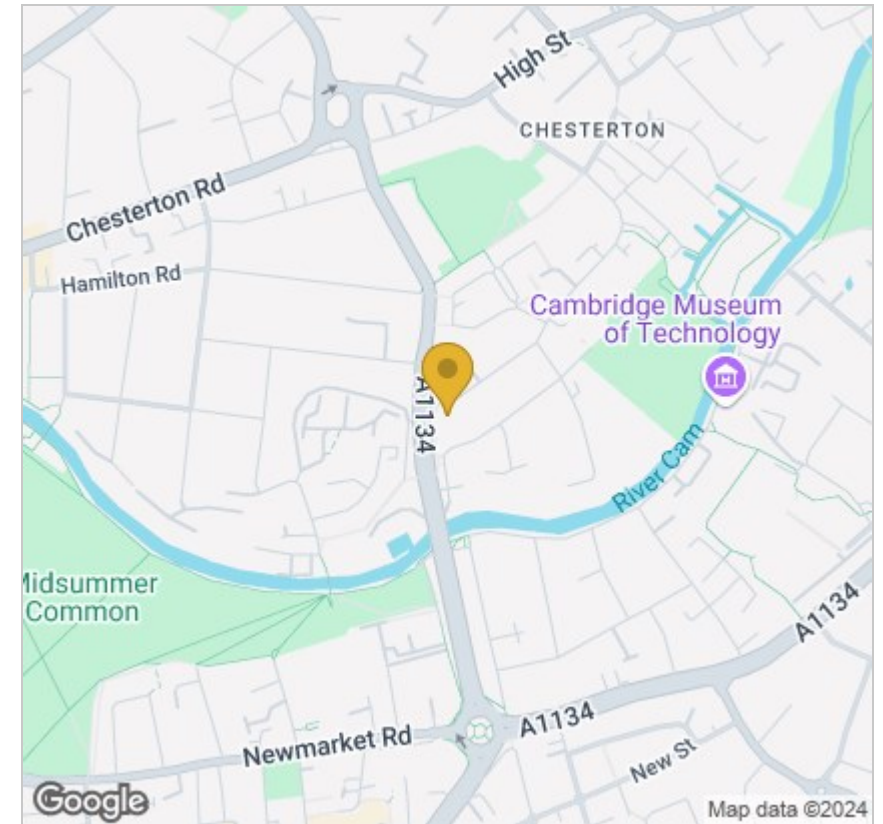 High St
CHESTERTON
Chesterton Rd
Hamilton Rd
Cambridge Museum
of Technology
A1134
River Cam
Midsummer
Common
A1134
A1134
Newmarket Rd
New St
Google
Map data ©2024